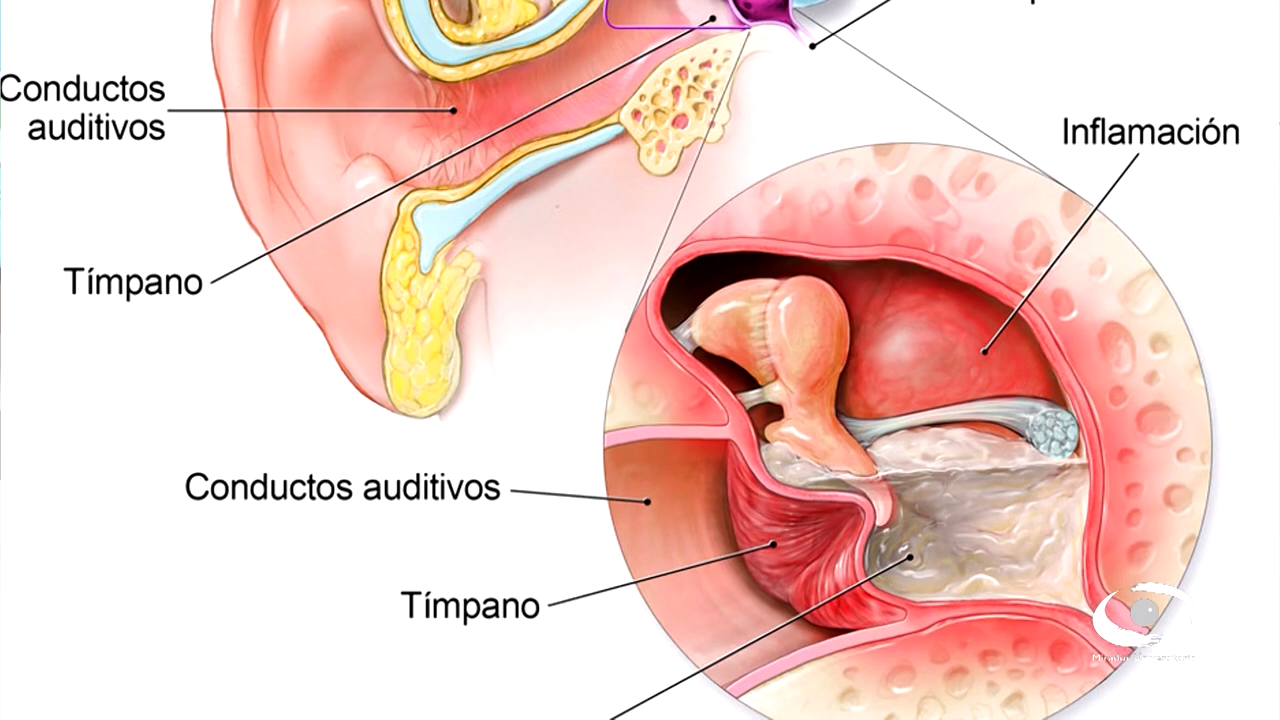 Conductos
auditivos
Inflamación
Tímpano
Conductos auditivos
Tímpano